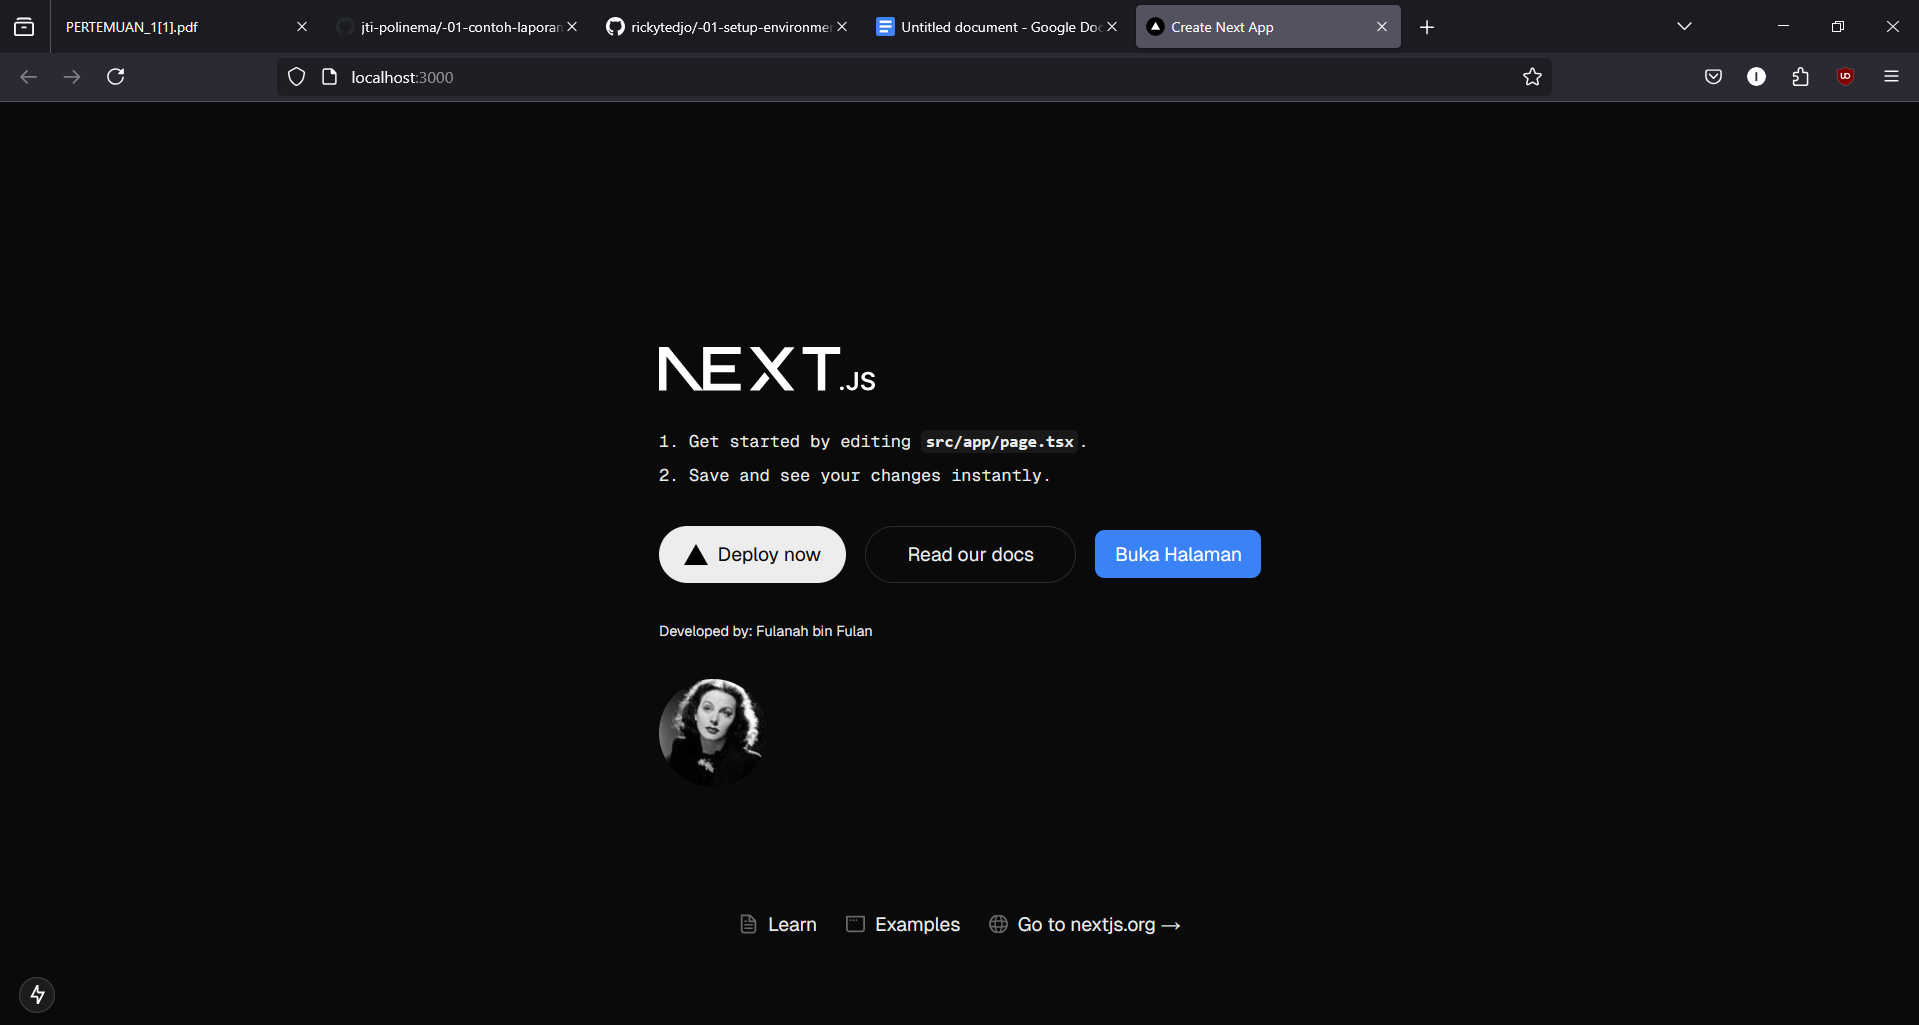 PERTEMUAN_1[1].pdf
jti-polinema/-01-contoh-laporan
rickytedjo/-01-setup-environme
Untitled document - Google Doc
Create Next App
localhost:3000
NEXT.JS
1. Get started by editing src/app/page.tsx.
2. Save and see your changes instantly.
Deploy now
Read our docs
Buka Halaman
Developed by: Fulanah bin Fulan
Learn
Examples
Go to nextjs.org →